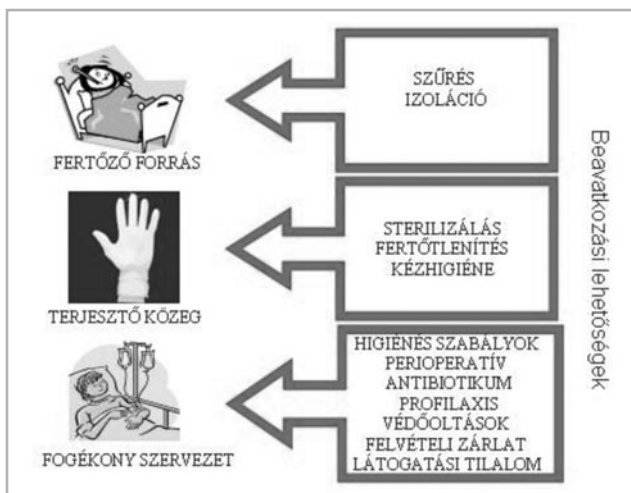 SZŰRÉS
IZOLÁCIÓ
FERTŐZŐ FORRÁS
STERILIZÁLÁS
FERTŐTLENÍTÉS
KÉZHIGIÉNE
TERJESZTŐ KÖZEG
HIGIÉNÉS SZABÁLYOK
PERIOPERATÍV
ANTIBIOTIKUM
PROFILAXIS
VÉDŐOLTÁSOK
FELVÉTELI ZÁRLAT
LÁTOGATÁSI TILALOM
FOGÉKONY SZERVEZET
Beavatkozási lehetőségek